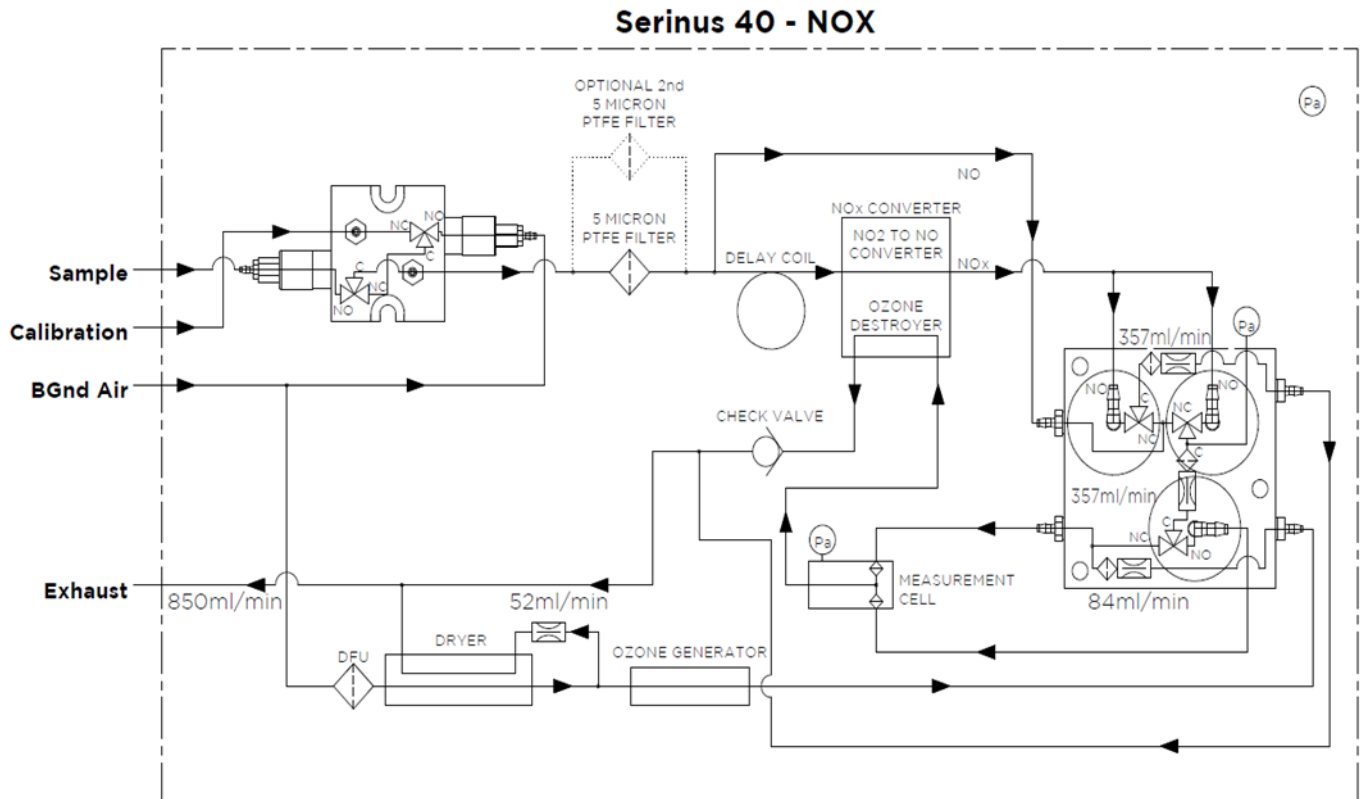 Serinus 40 - NOX
OPTIONAL 2nd
5 MICRON
PTFE FILTER
Pa
NO
5 MICRON
PTFE FILTER
NOx CONVERTER
NO2 TO NO
CONVERTER
OZONE
DESTROYER
NOx
DELAY COIL
NC
NO
C
C
NC
NO
Sample
Calibration
BGnd Air
Exhaust
357ml/min
Pa
NO
C
NC
NC
NO
C
357ml/min
C
NC
NO
84ml/min
CHECK VALVE
Pa
MEASUREMENT
CELL
850ml/min
52ml/min
DFU
DRYER
OZONE GENERATOR